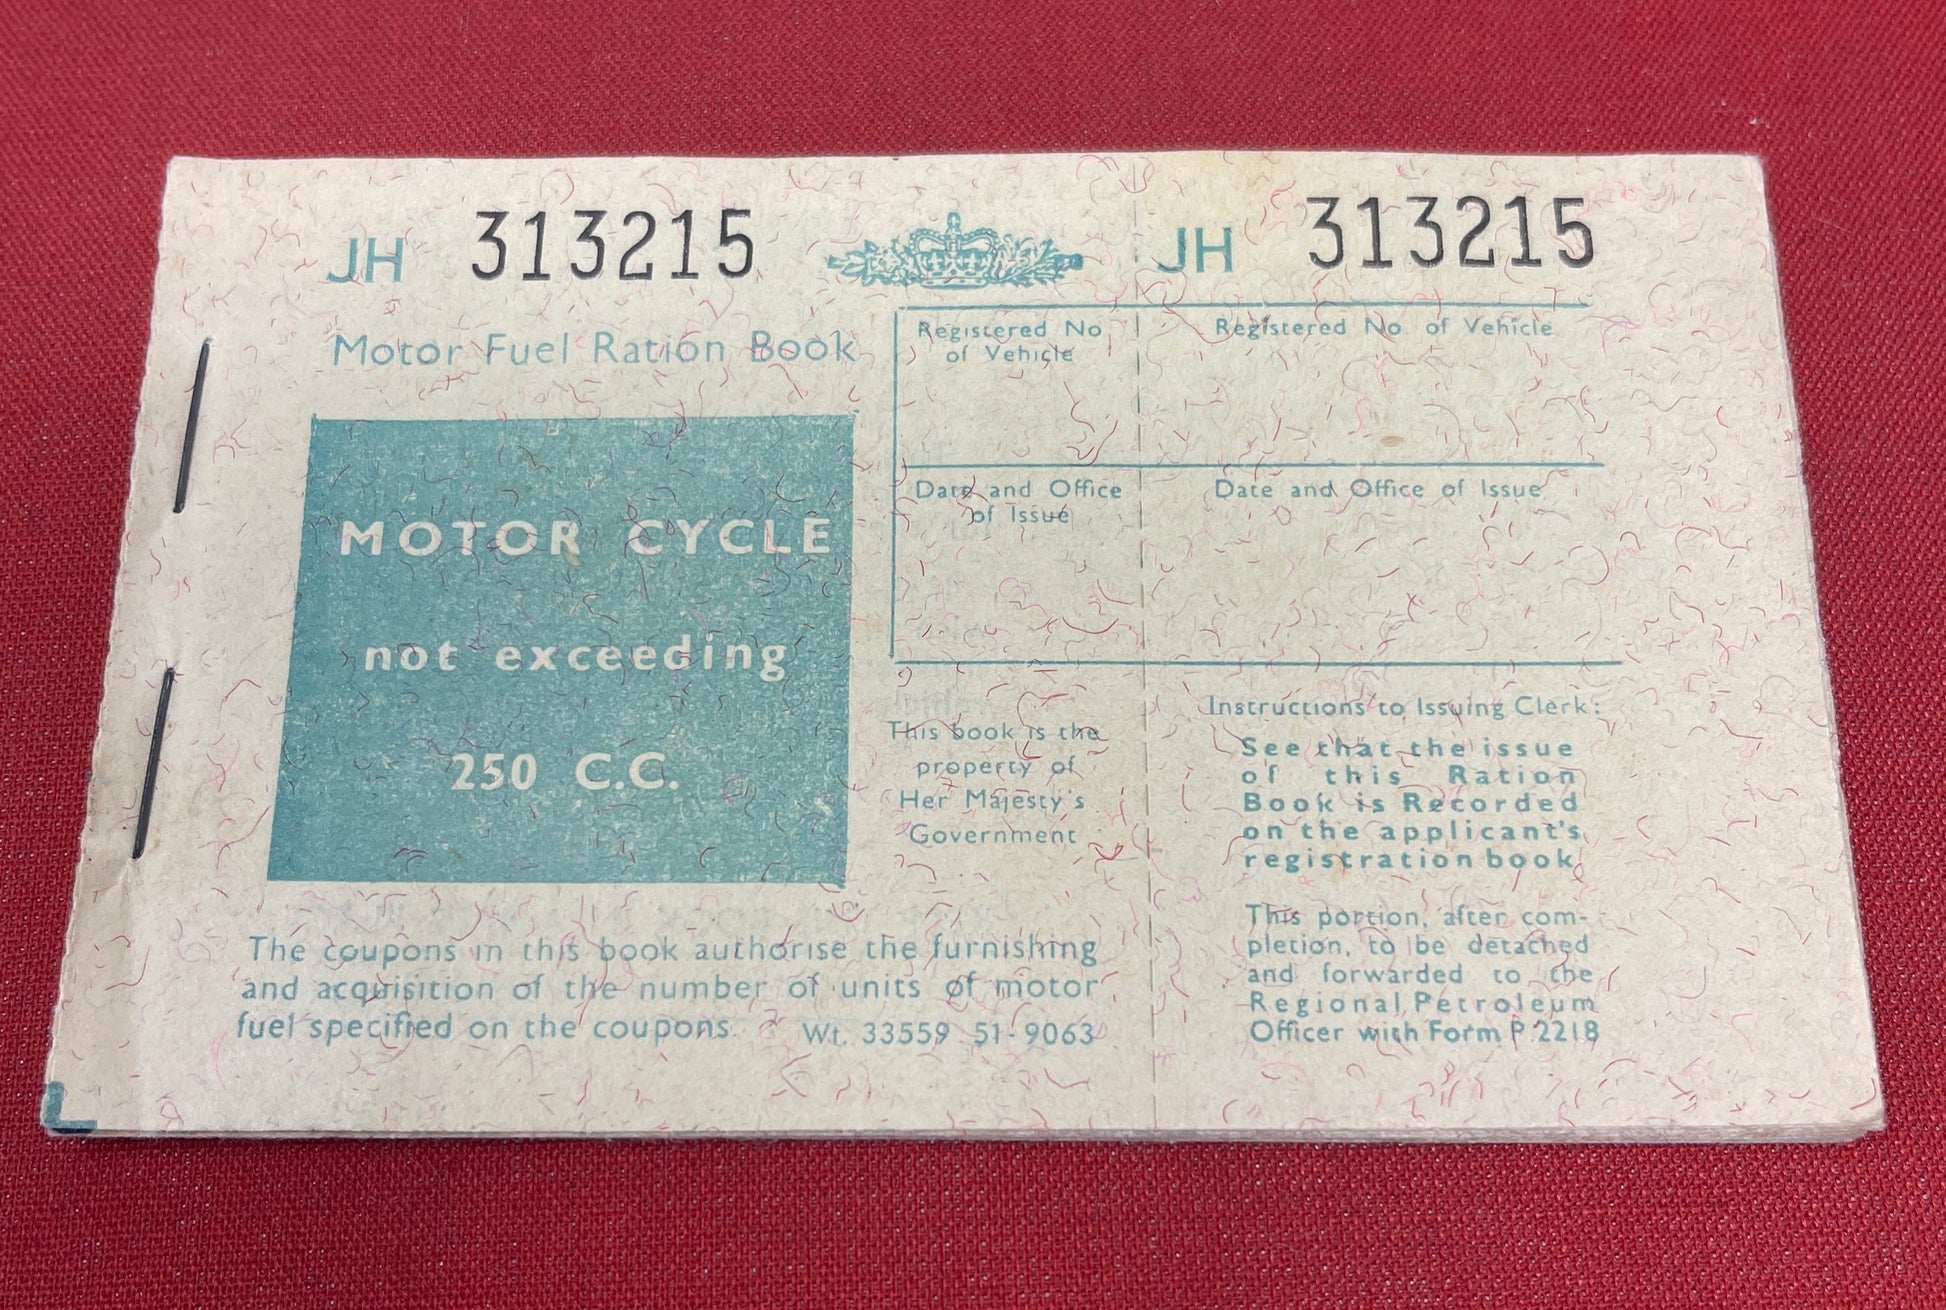 JH 313215
JH 313215
Motor Fuel Ration Book
MOTOR CYCLE
not exceeding
250 C.C.
Registered No.
of Vehicle
Registered No of Vehicle
Date and Office
of Issue
Date and Office of Issue
This book is the
property of
Her Majesty's
Government
Instructions to Issuing Clerk:
See that the issue
of this Ration
Book is Recorded
on the applicant's
registration book
This portion, after com-
pletion, to be detached
and forwarded to the
Regional Petroleum
Officer with Form P.221B
The coupons in this book authorise the furnishing
and acquisition of the number of units of motor
fuel specified on the coupons.
Wt. 33559 51-9063